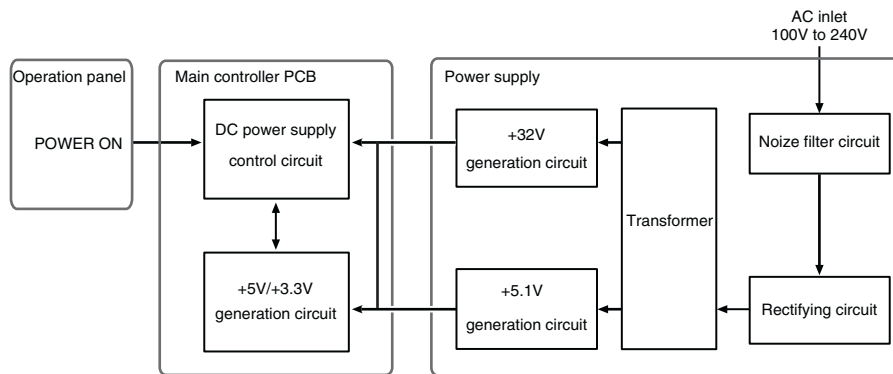 AC inlet
100V to 240V
Operation panel
POWER ON
Main controller PCB
DC power supply
control circuit
+5V/+3.3V
generation circuit
Power supply
+32V
generation circuit
+5.1V
generation circuit
Transformer
Noize filter circuit
Rectifying circuit